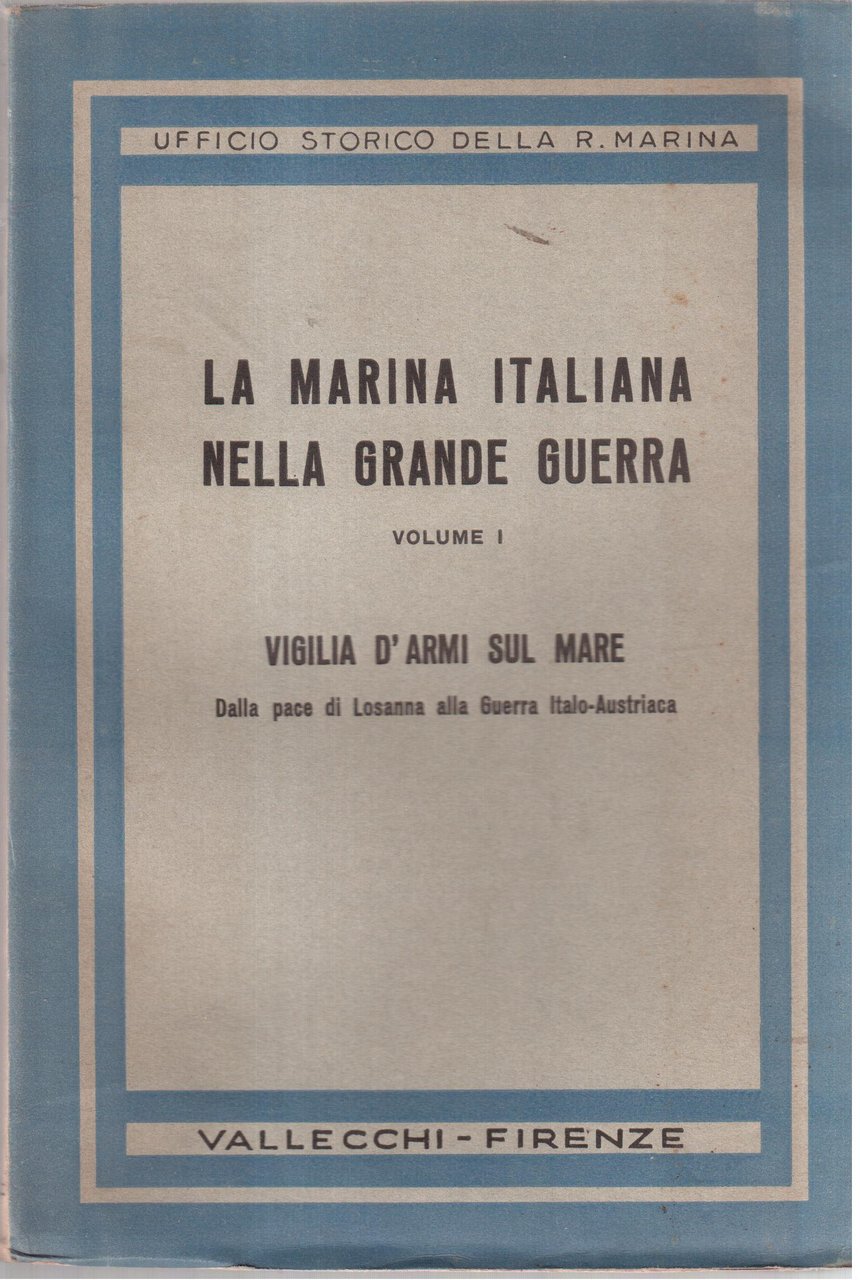 UFFICIO STORICO DELLA R. MARINA
LA MARINA ITALIANA
NELLA GRANDE GUERRA
VOLUME I
VIGILIA D'ARMI SUL MARE
Dalla pace di Losanna alla Guerra Italo-Austriaca
VALLECCHI - FIRENZE